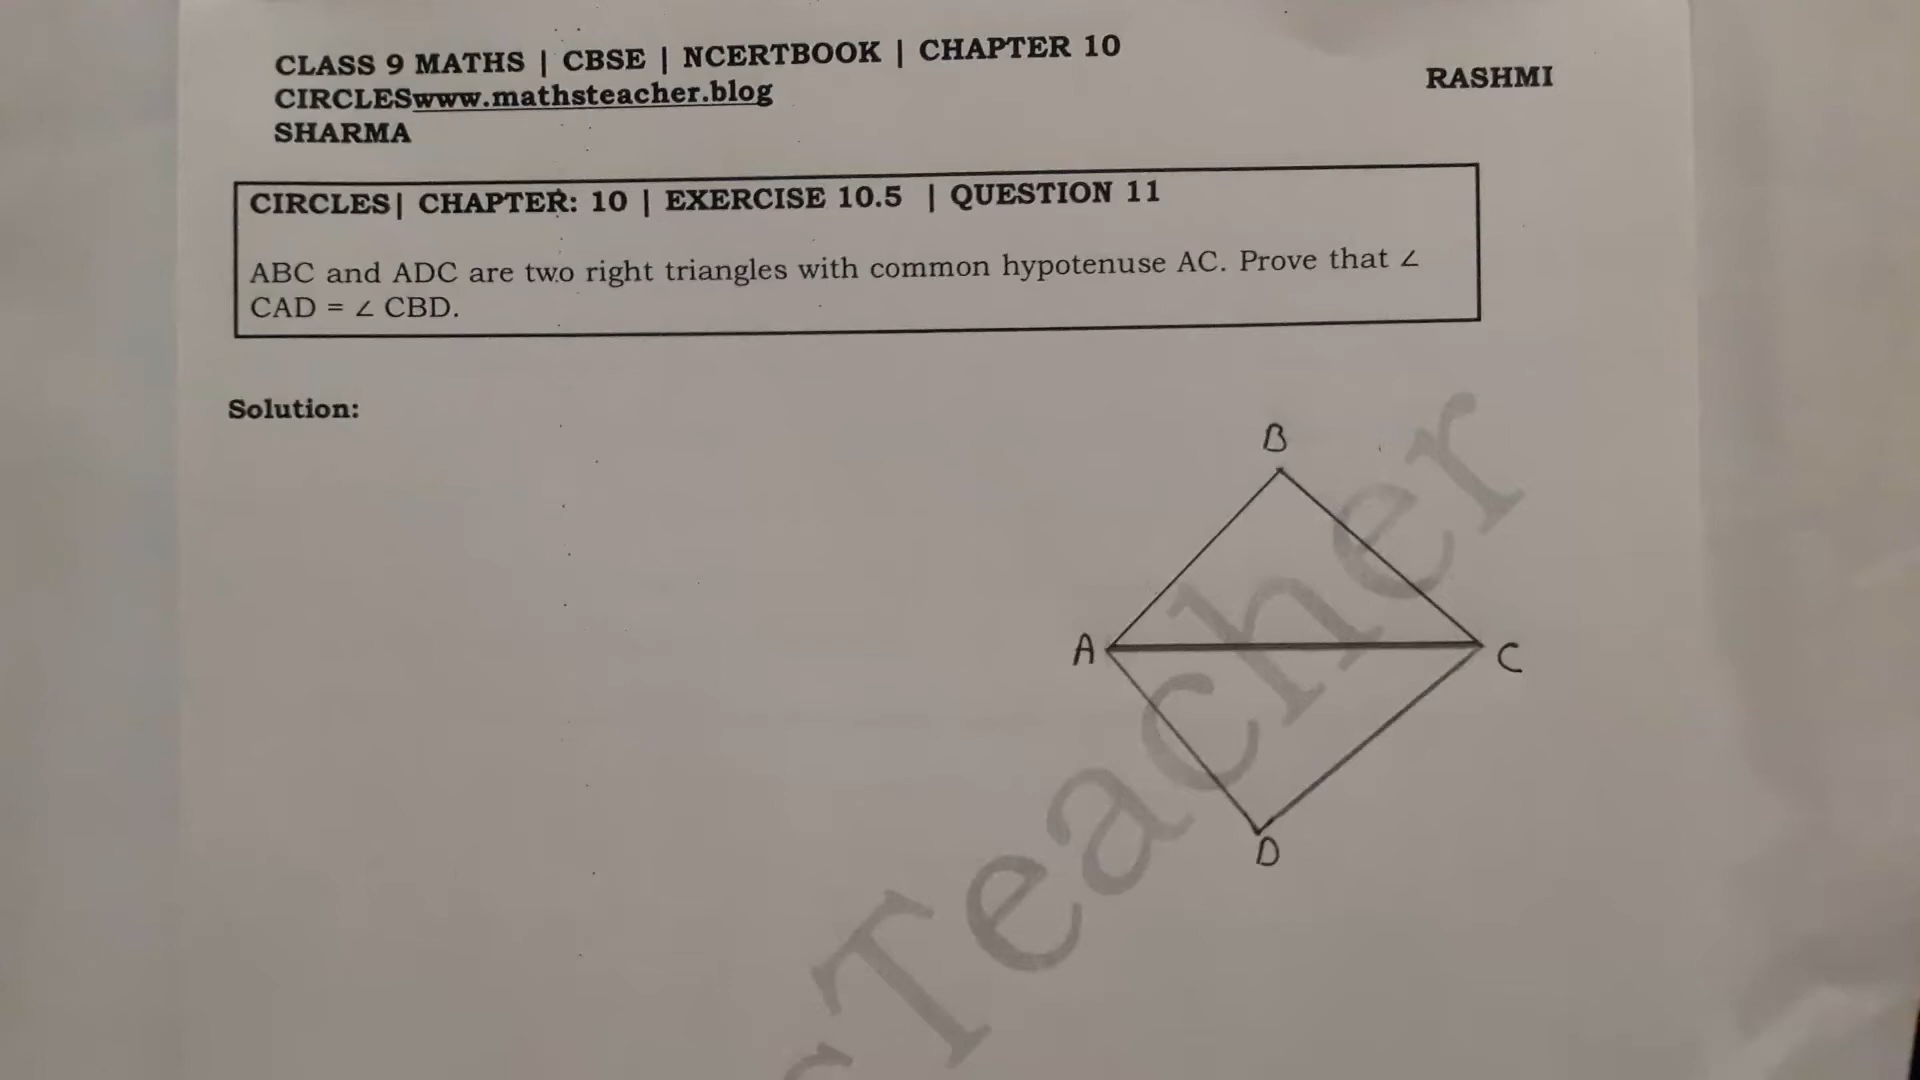 CLASS 9 MATHS | CBSE | NCERTBOOK | CHAPTER 10
CIRCLESwww.mathsteacher.blog RASHMI
SHARMA
CIRCLES| CHAPTER: 10 | EXERCISE 10.5 | QUESTION 11
ABC and ADC are two right triangles with common hypotenuse AC. Prove that ∠
CAD = ∠ CBD.
Solution:
B
A
C
D
rTeacher